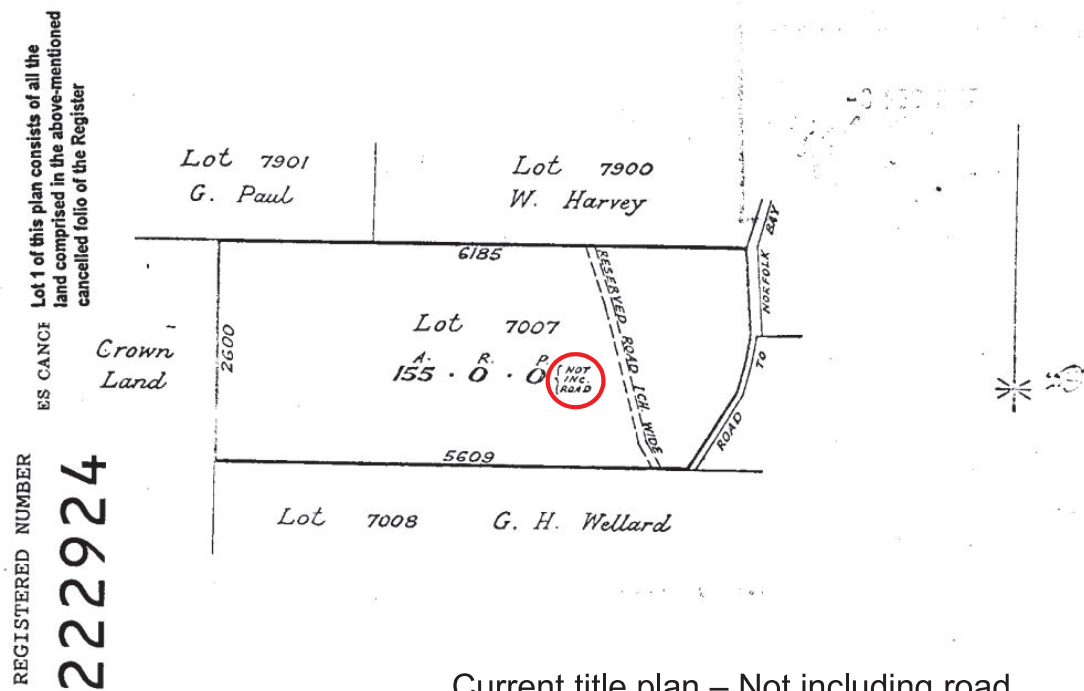 Lot 1 of this plan consists of all the
land comprised in the above-mentioned
cancelled folio of the Register
ES CANCE
REGISTERED NUMBER
222924
Lot 7901
G. Paul
Lot 7900
W. Harvey
6185
Crown
Land
2600
Lot 7007
A. R. P.
155 · 0 · 0
NOT
INC.
ROAD
RESERVED ROAD 1CH. WIDE
ROAD TO NORFOLK BAY
5609
Lot 7008 G. H. Wellard
Current title plan – Not including road